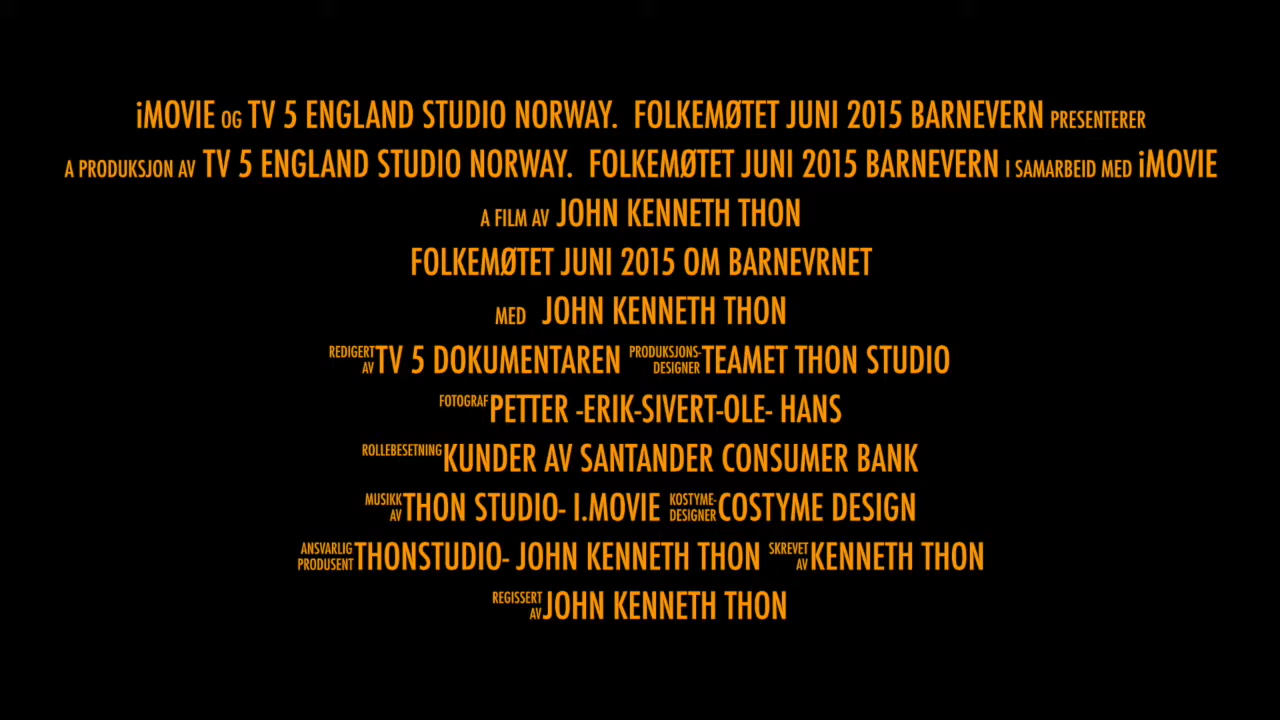 iMOVIE OG TV 5 ENGLAND STUDIO NORWAY. FOLKEMØTET JUNI 2015 BARNEVERN PRESENTERER
A PRODUKSJON AV TV 5 ENGLAND STUDIO NORWAY. FOLKEMØTET JUNI 2015 BARNEVERN I SAMARBEID MED iMOVIE
A FILM AV JOHN KENNETH THON
FOLKEMØTET JUNI 2015 OM BARNEVRNET
MED JOHN KENNETH THON
REDIGERT AV TV 5 DOKUMENTAREN PRODUKSJONS-DESIGNER TEAMET THON STUDIO
FOTOGRAF PETTER -ERIK-SIVERT-OLE- HANS
ROLLEBESETNING KUNDER AV SANTANDER CONSUMER BANK
MUSIKK AV THON STUDIO- I.MOVIE KOSTYME-DESIGNER COSTYME DESIGN
ANSVARLIG PRODUSENT THONSTUDIO- JOHN KENNETH THON SKREVET AV KENNETH THON
REGISSERT AV JOHN KENNETH THON